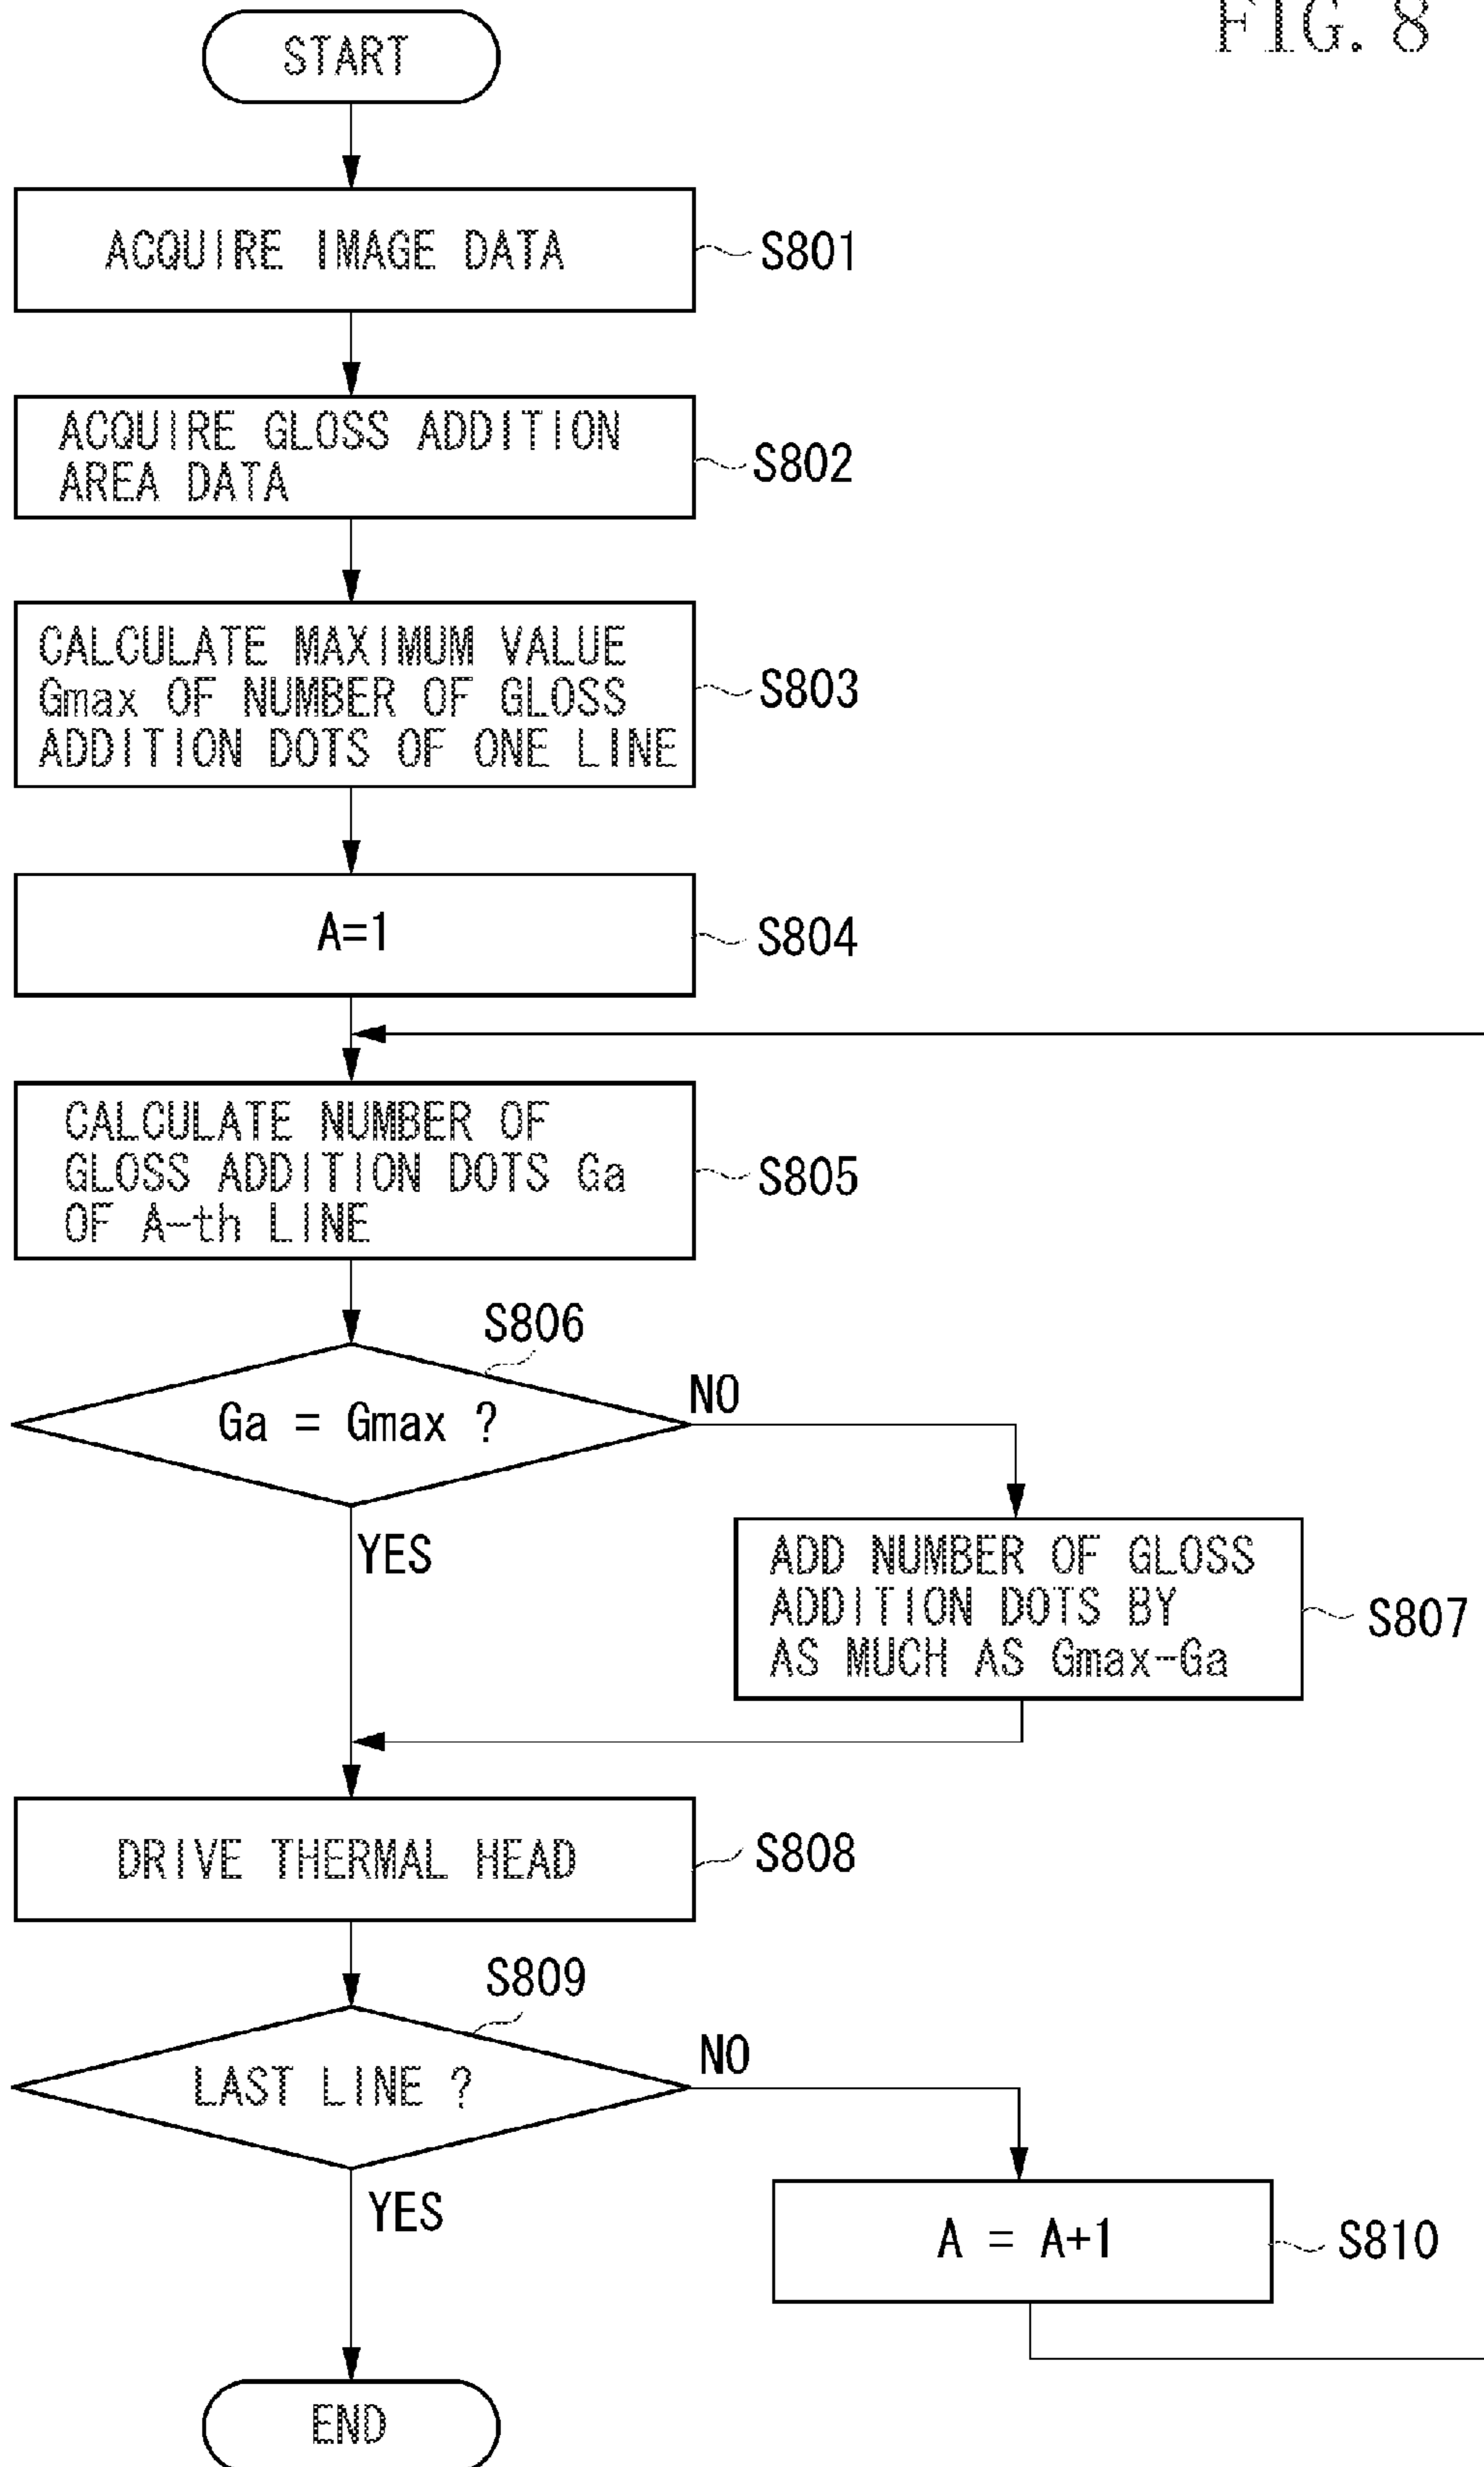 FIG. 8
START
ACQUIRE IMAGE DATA
S801
ACQUIRE GLOSS ADDITION
AREA DATA
S802
CALCULATE MAXIMUM VALUE
Gmax OF NUMBER OF GLOSS
ADDITION DOTS OF ONE LINE
S803
A=1
S804
CALCULATE NUMBER OF
GLOSS ADDITION DOTS Ga
OF A-th LINE
S805
S806
Ga = Gmax ?
NO
YES
ADD NUMBER OF GLOSS
ADDITION DOTS BY
AS MUCH AS Gmax-Ga
S807
DRIVE THERMAL HEAD
S808
S809
LAST LINE ?
NO
YES
A = A+1
S810
END